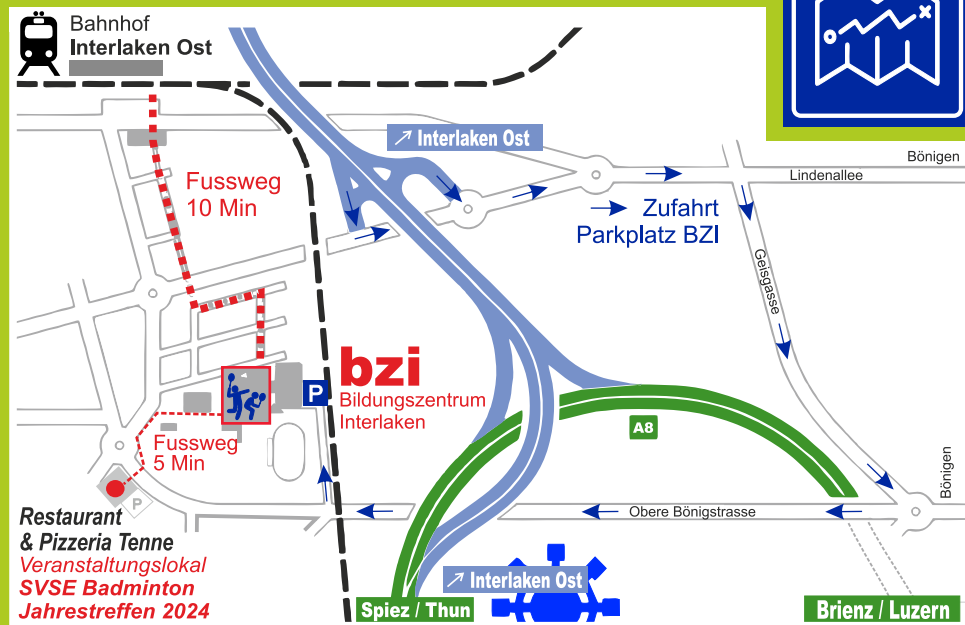 Bahnhof
Interlaken Ost
↗ Interlaken Ost
Bönigen
Lindenallee
Fussweg
10 Min
→ Zufahrt
Parkplatz BZI
Geisgasse
bzi
Bildungszentrum
Interlaken
P
A8
Fussweg
5 Min
P
Bönigen
Obere Bönigstrasse
Restaurant
& Pizzeria Tenne
Veranstaltungslokal
SVSE Badminton
Jahrestreffen 2024
↗ Interlaken Ost
Spiez / Thun
Brienz / Luzern